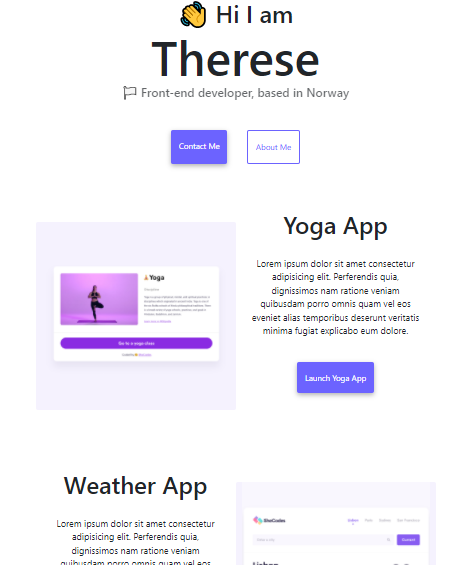 👋 Hi I am
Therese
Front-end developer, based in Norway
Contact Me
About Me
Yoga App
Lorem ipsum dolor sit amet consectetur
adipisicing elit. Perferendis quia,
dignissimos nam ratione veniam
quibusdam porro omnis quam vel eos
eveniet alias temporibus deserunt veritatis
minima fugiat explicabo eum dolore.
Yoga
Go to a yoga class
Launch Yoga App
Weather App
Lorem ipsum dolor sit amet consectetur
adipisicing elit. Perferendis quia,
dignissimos nam ratione veniam
quibusdam porro omnis quam vel eos
SheCodes